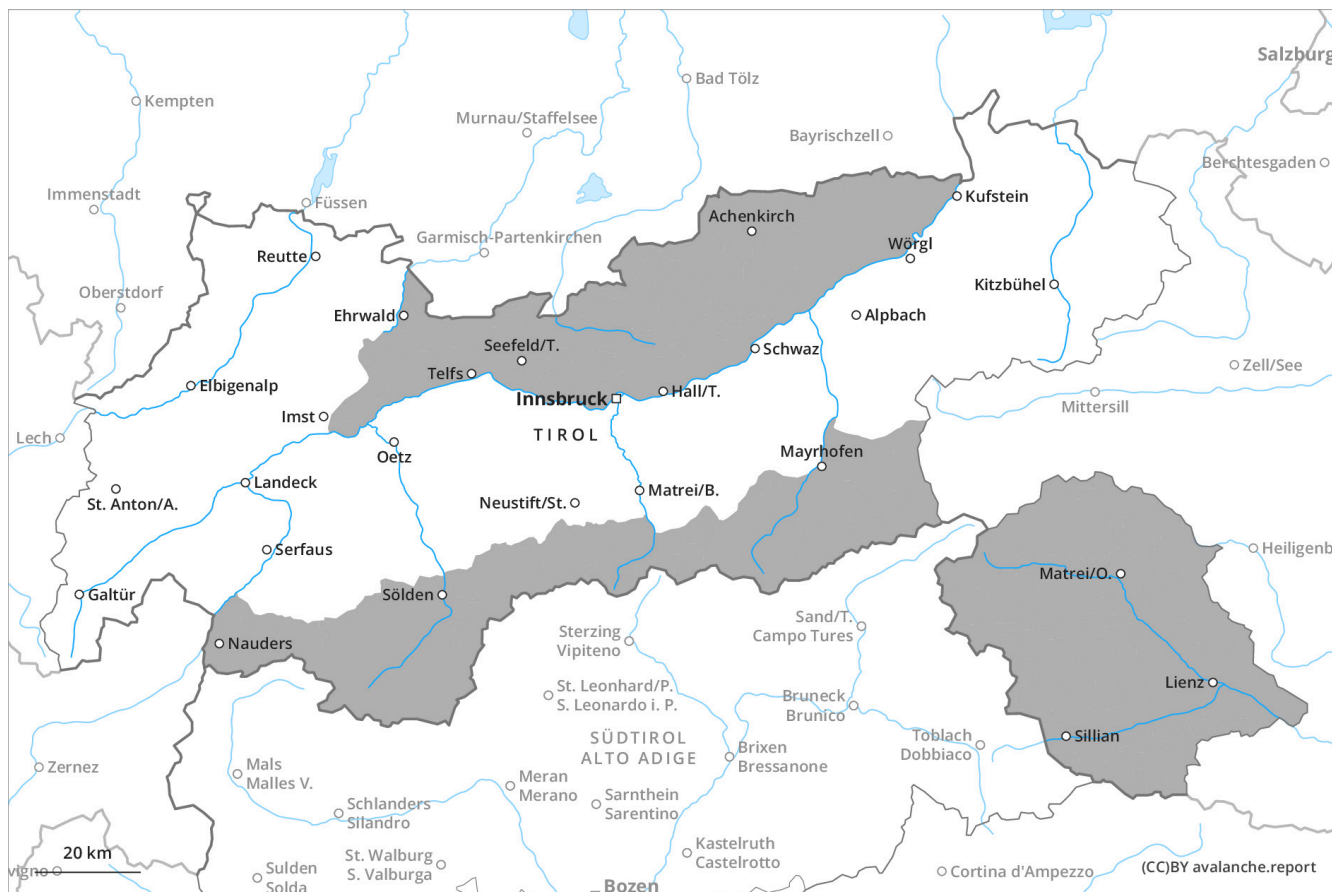 Salzburg
Kempten
Bad Tölz
Murnau/Staffelsee
Bayrischzell
Berchtesgaden
Immenstadt
Füssen
Kufstein
Achenkirch
Garmisch-Partenkirchen
Wörgl
Reutte
Kitzbühel
Oberstdorf
Ehrwald
Alpbach
Seefeld/T.
Schwaz
Zell/See
Telfs
Elbigenalp
Innsbruck
Hall/T.
Mittersill
Imst
Lech
TIROL
Oetz
Mayrhofen
Landeck
St. Anton/A.
Neustift/St.
Matrei/B.
Serfaus
Heiligenb
Matrei/O.
Galtür
Sölden
Sand/T.
Campo Tures
Sterzing
Vipiteno
Nauders
Lienz
St. Leonhard/P.
S. Leonardo i. P.
Bruneck
Brunico
Sillian
Toblach
Dobbiaco
SÜDTIROL
ALTO ADIGE
Brixen
Bressanone
Mals
Malles V.
Zernez
Meran
Merano
Schlanders
Silandro
Sarnthein
Sarentino
Kastelruth
Castelrotto
20 km
St. Walburg
S. Valburga
vigno
Sulden
Solda
Cortina d'Ampezzo
(CC)BY avalanche.report
Bozen